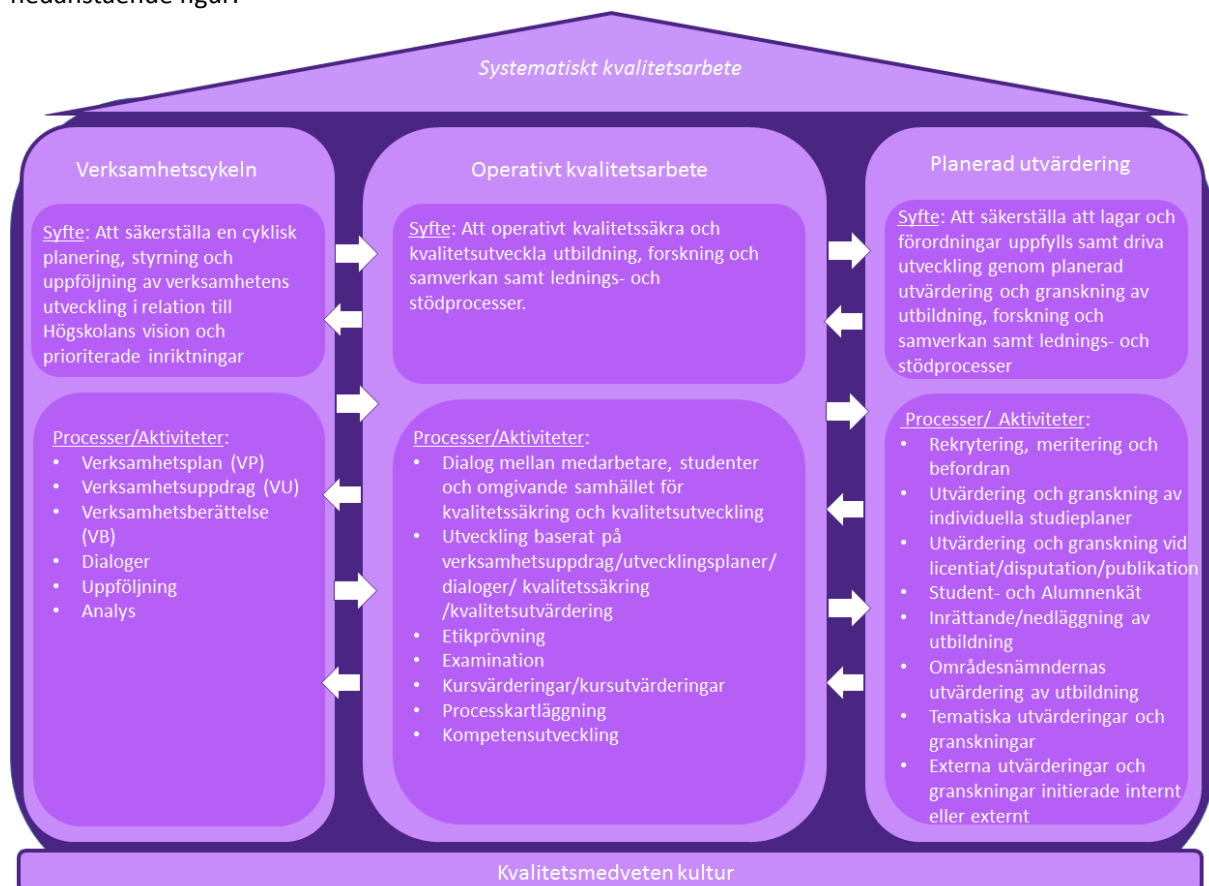 nedanstående figur.
Systematiskt kvalitetsarbete
Verksamhetscykeln
Syfte: Att säkerställa en cyklisk
planering, styrning och
uppföljning av verksamhetens
utveckling i relation till
Högskolans vision och
prioriterade inriktningar
Processer/Aktiviteter:
• Verksamhetsplan (VP)
• Verksamhetsuppdrag (VU)
• Verksamhetsberättelse
(VB)
• Dialoger
• Uppföljning
• Analys
Operativt kvalitetsarbete
Syfte: Att operativt kvalitetssäkra och
kvalitetsutveckla utbildning, forskning och
samverkan samt lednings- och
stödprocesser.
Processer/Aktiviteter:
• Dialog mellan medarbetare, studenter
och omgivande samhället för
kvalitetssäkring och kvalitetsutveckling
• Utveckling baserat på
verksamhetsuppdrag/utvecklingsplaner/
dialoger/ kvalitetssäkring
/kvalitetsutvärdering
• Etikprövning
• Examination
• Kursvärderingar/kursutvärderingar
• Processkartläggning
• Kompetensutveckling
Planerad utvärdering
Syfte: Att säkerställa att lagar och
förordningar uppfylls samt driva
utveckling genom planerad
utvärdering och granskning av
utbildning, forskning och
samverkan samt lednings- och
stödprocesser
Processer/ Aktiviteter:
• Rekrytering, meritering och
befordran
• Utvärdering och granskning av
individuella studieplaner
• Utvärdering och granskning vid
licentiat/disputation/publikation
• Student- och Alumnenkät
• Inrättande/nedläggning av
utbildning
• Områdesnämndernas
utvärdering av utbildning
• Tematiska utvärderingar och
granskningar
• Externa utvärderingar och
granskningar initierade internt
eller externt
Kvalitetsmedveten kultur